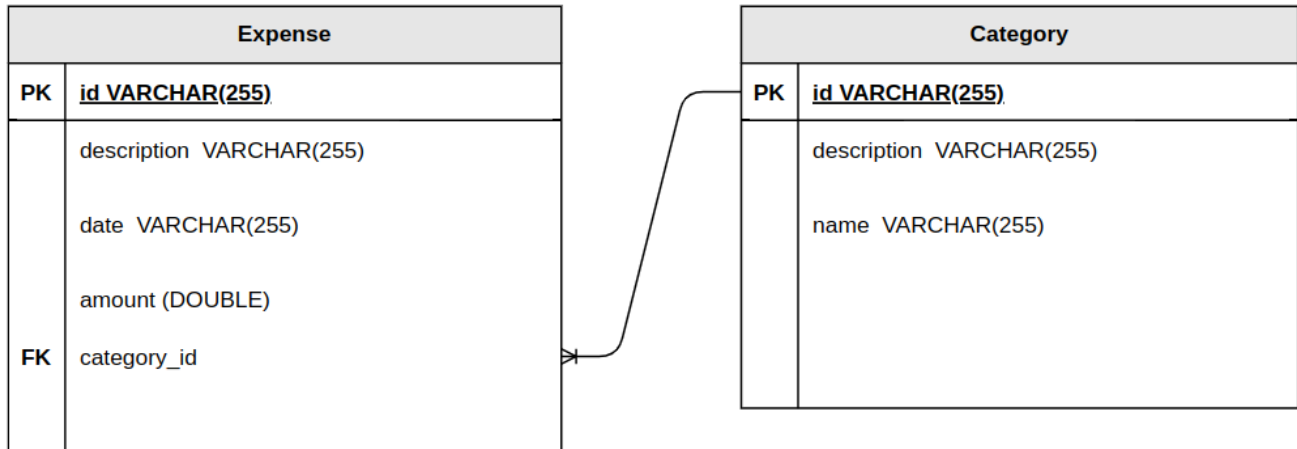 Expense
PK id VARCHAR(255)
description VARCHAR(255)
date VARCHAR(255)
amount (DOUBLE)
FK category_id
Category
PK id VARCHAR(255)
description VARCHAR(255)
name VARCHAR(255)